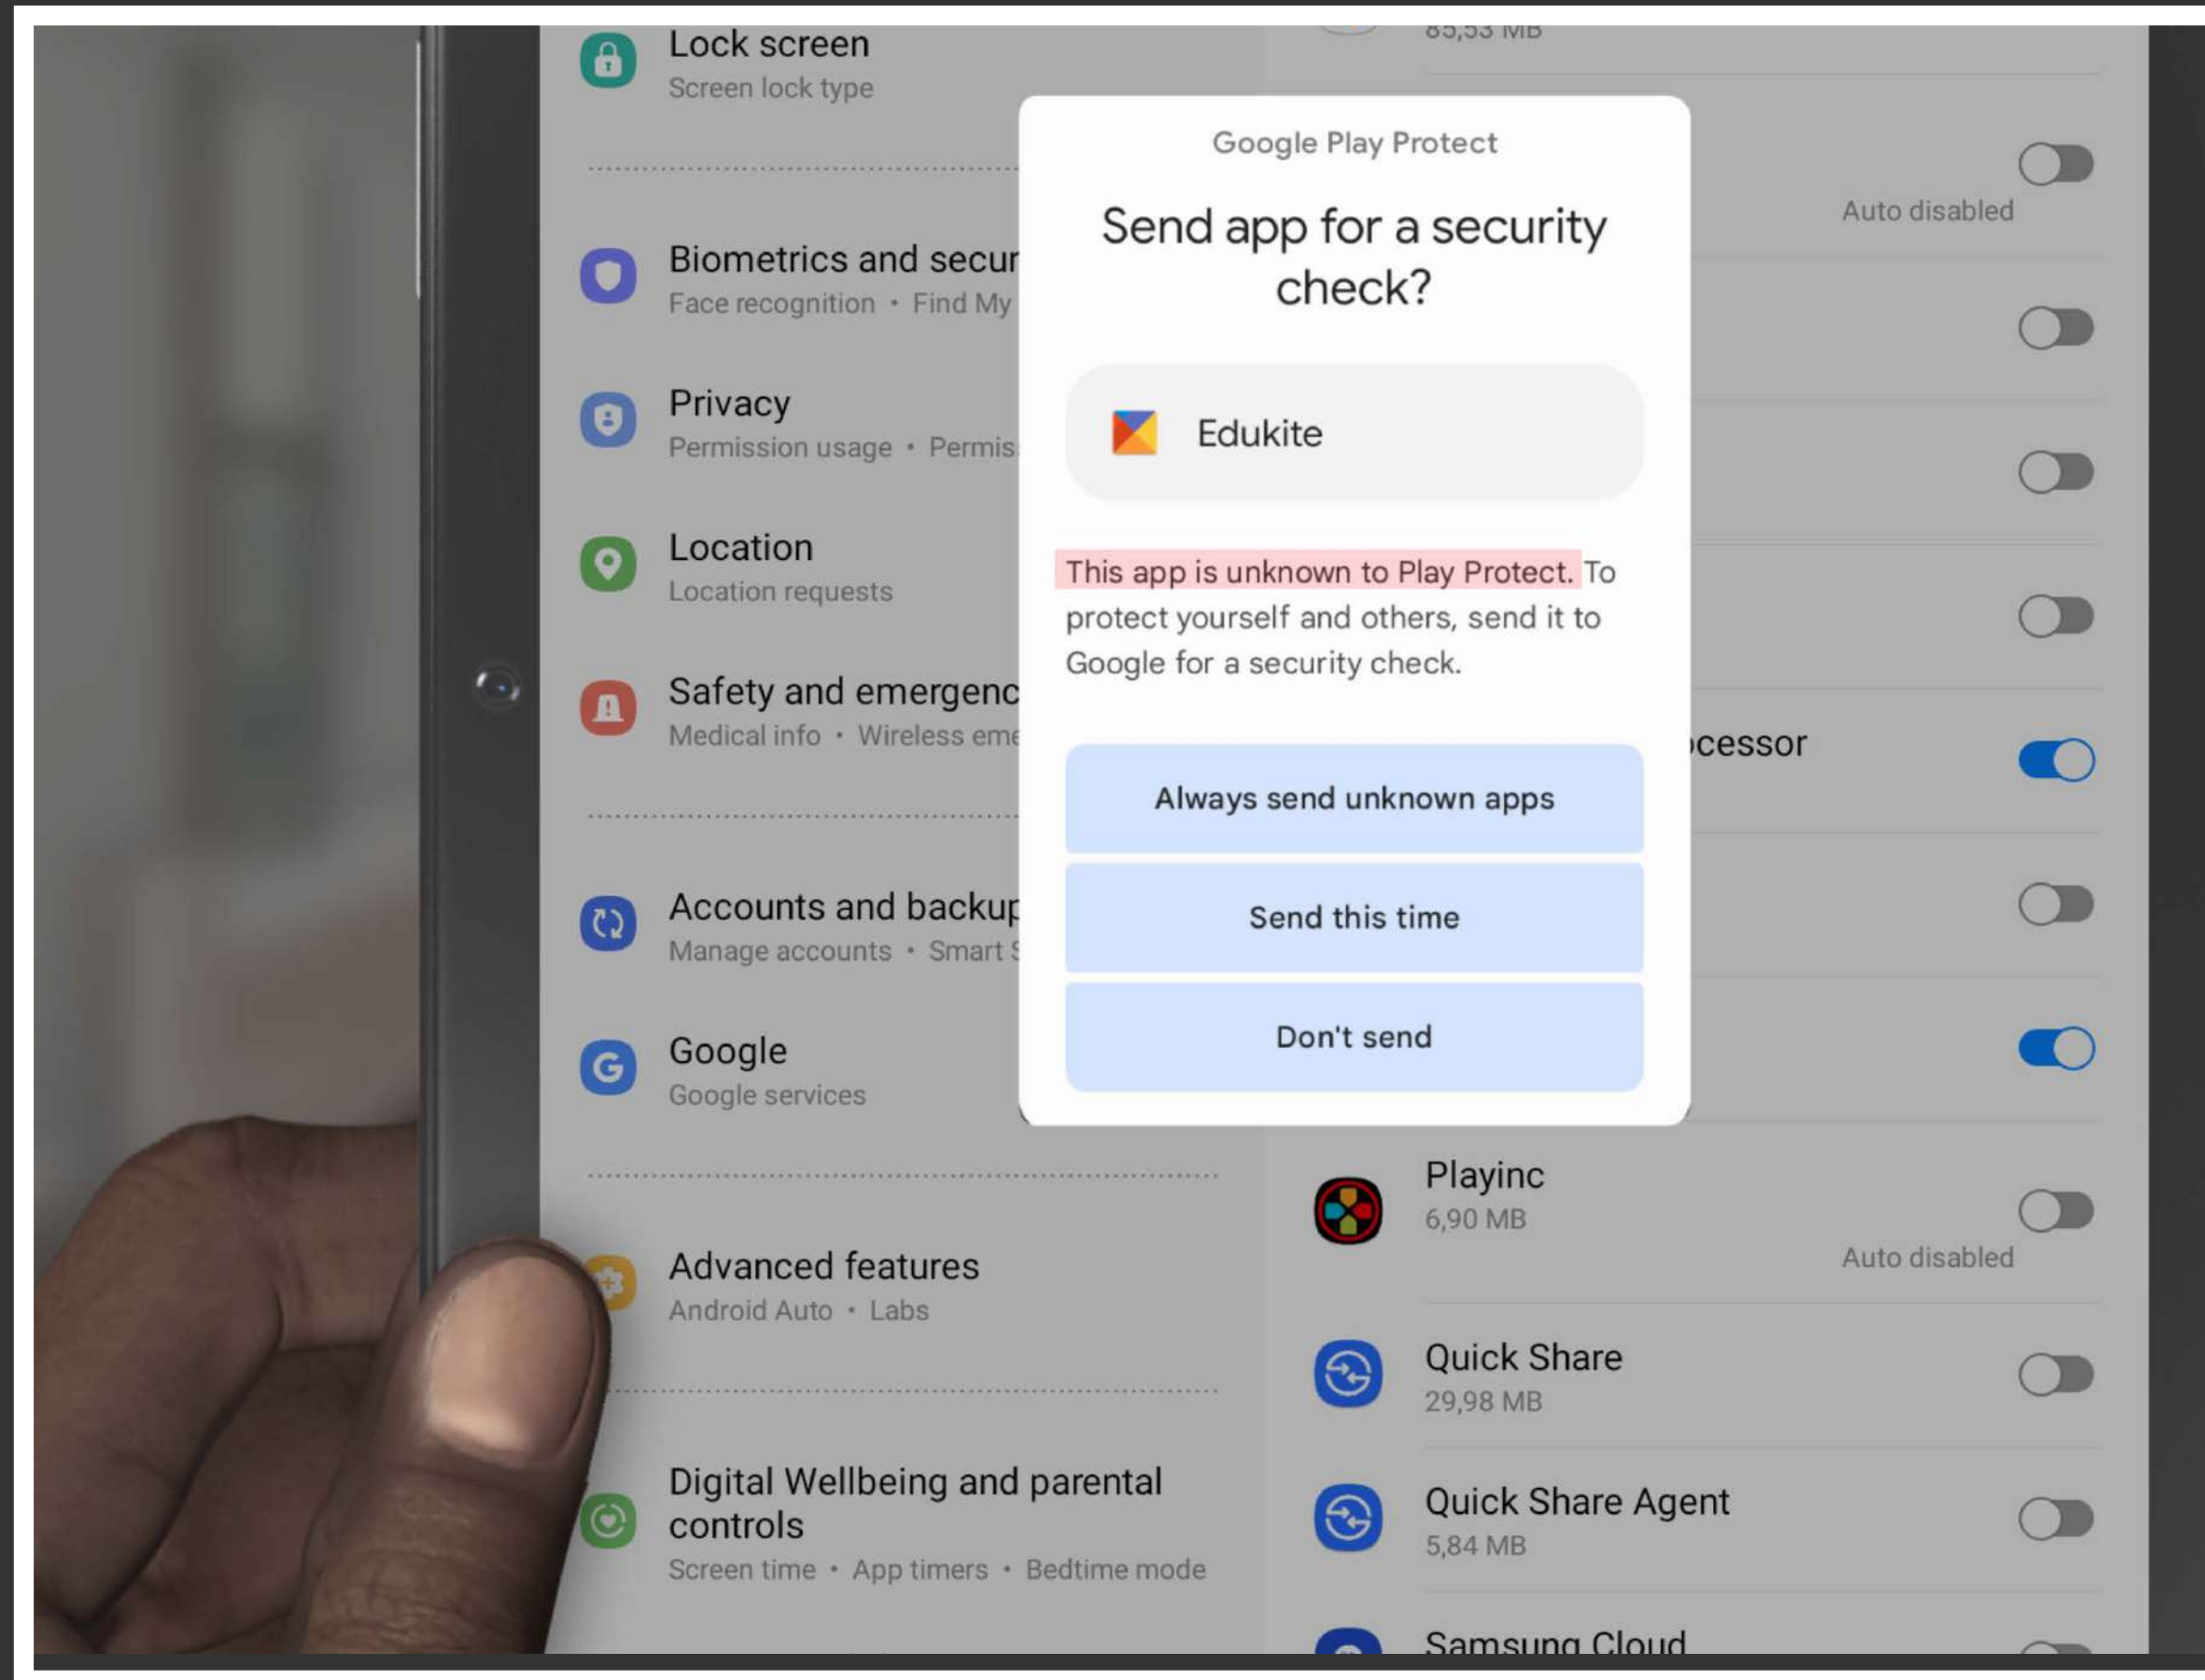 Lock screen
Screen lock type
Biometrics and secur
Face recognition • Find My
Privacy
Permission usage • Permis
Location
Location requests
Safety and emergenc
Medical info • Wireless eme
Accounts and backup
Manage accounts • Smart S
Google
Google services
Advanced features
Android Auto • Labs
Digital Wellbeing and parental
controls
Screen time • App timers • Bedtime mode
Google Play Protect
Send app for a security
check?
Edukite
This app is unknown to Play Protect. To
protect yourself and others, send it to
Google for a security check.
Always send unknown apps
Send this time
Don't send
85,53 MB
Auto disabled
ocessor
Playinc
6,90 MB
Auto disabled
Quick Share
29,98 MB
Quick Share Agent
5,84 MB
Samsung Cloud